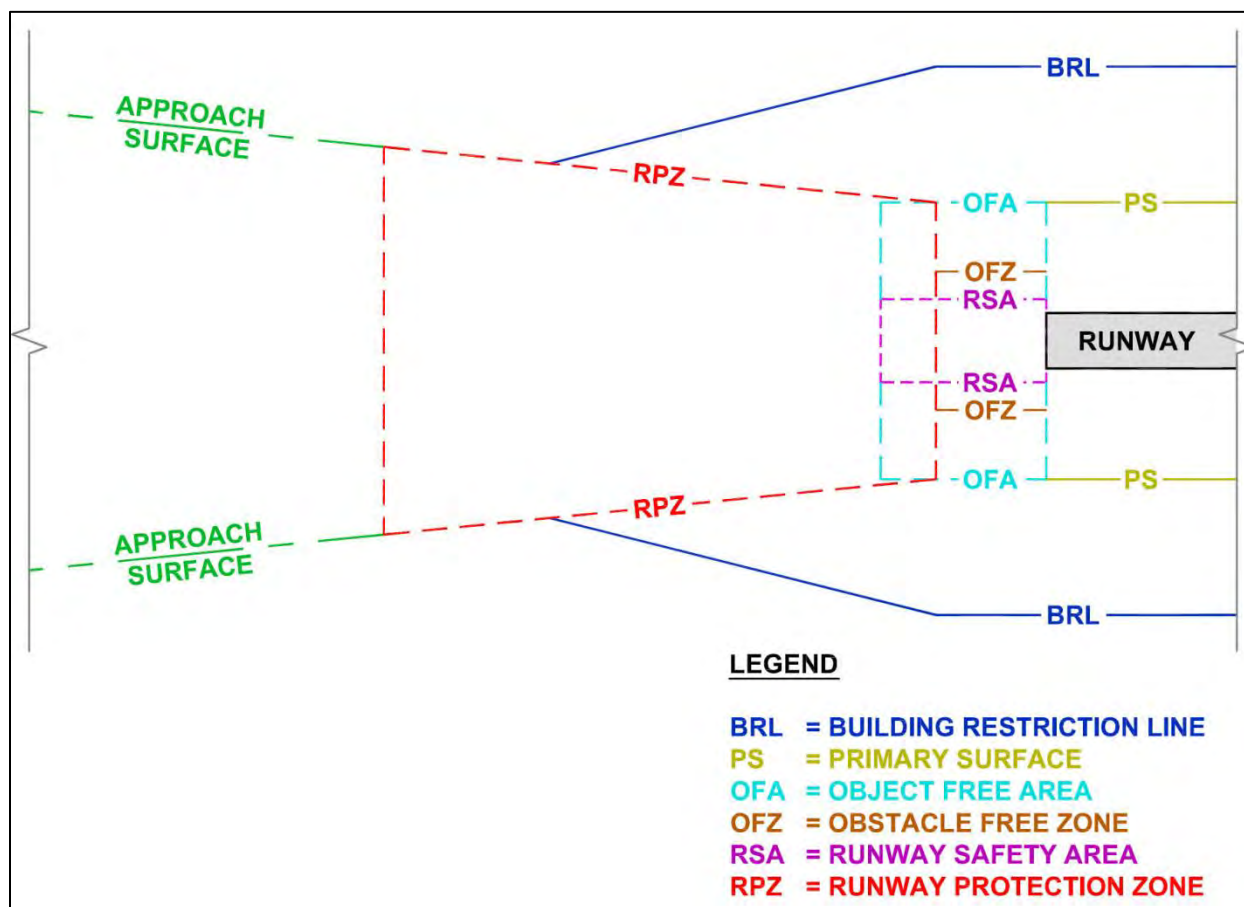 BRL
APPROACH
SURFACE
RPZ
OFA
PS
OFZ
RSA
RUNWAY
RSA
OFZ
OFA
PS
RPZ
APPROACH
SURFACE
BRL
LEGEND
BRL = BUILDING RESTRICTION LINE
PS = PRIMARY SURFACE
OFA = OBJECT FREE AREA
OFZ = OBSTACLE FREE ZONE
RSA = RUNWAY SAFETY AREA
RPZ = RUNWAY PROTECTION ZONE